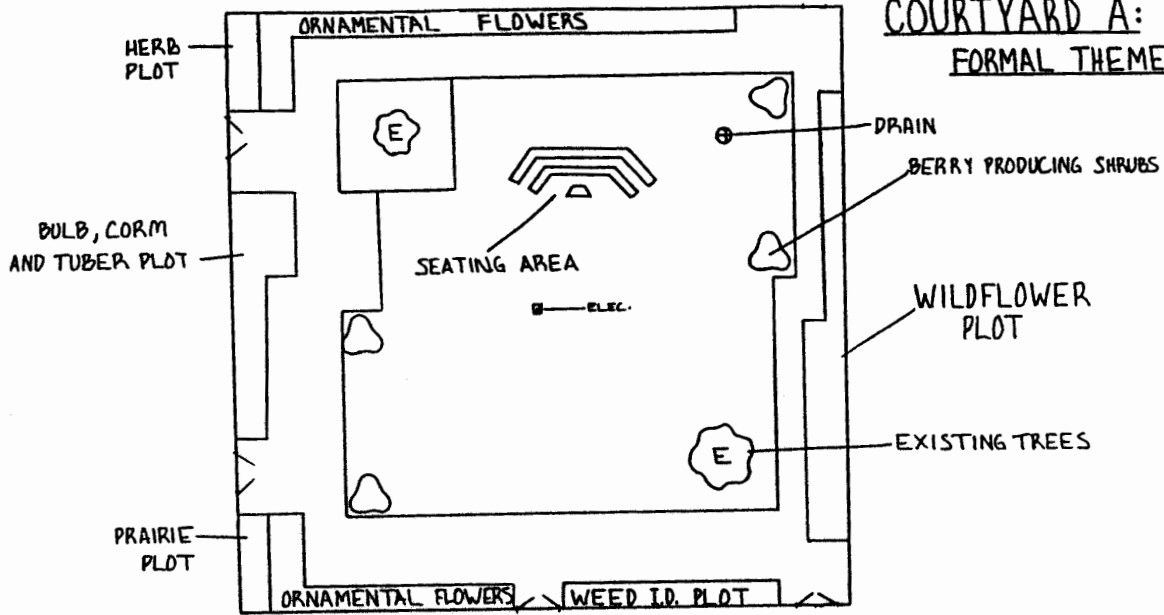 COURTYARD A:
FORMAL THEME
ORNAMENTAL FLOWERS
HERB
PLOT
E
DRAIN
BERRY PRODUCING SHRUBS
BULB, CORM
AND TUBER PLOT
SEATING AREA
ELEC.
WILDFLOWER
PLOT
E
EXISTING TREES
PRAIRIE
PLOT
ORNAMENTAL FLOWERS
WEED I.D. PLOT